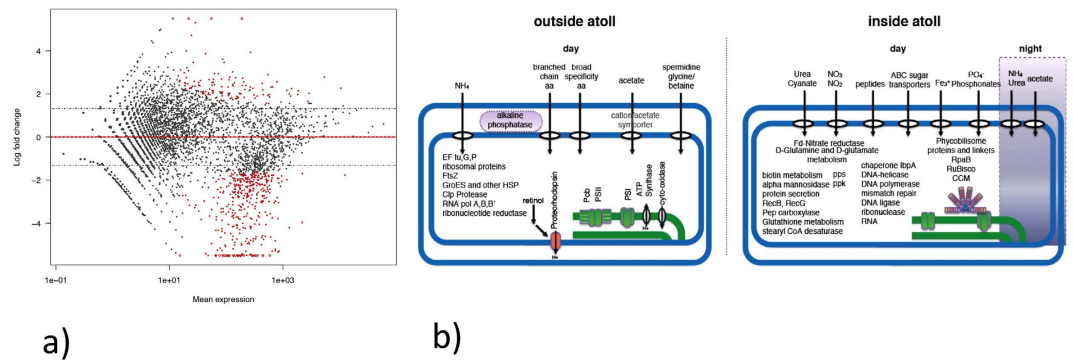 4
2
0
−2
−4
Log fold change
1e−01
1e+01
1e+03
Mean expression
a)
outside atoll
day
NH₄
branched
chain
aa
broad
specificity
aa
acetate
spermidine
glycine/
betaine
alkaline
phosphatase
cation/acetate
symporter
EF tu,G,P
ribosomal proteins
FtsZ
GroES and other HSP
Clp Protease
RNA pol A,B,B'
ribonucleotide reductase
retinol
Proteorhodopsin
Pcb
PSII
PSI
ATP
Synthase
cyto-oxidase
b)
inside atoll
day
night
Urea
Cyanate
NO₃
NO₂
peptides
ABC sugar
transporters
Fe₃⁺
PO₄⁻
Phosphonates
NH₄
Urea
acetate
Fd-Nitrate reductase
D-Glutamine and D-glutamate
metabolism
biotin metabolism
alpha mannosidase
protein secretion
RecB, RecG
Pep carboxylase
Glutathione metabolism
stearyl CoA desaturase
pps
ppk
chaperone IbpA
DNA-helicase
DNA polymerase
mismatch repair
DNA ligase
ribonuclease
RNA
Phycobilisome
proteins and linkers
RpaB
RuBisco
CCM